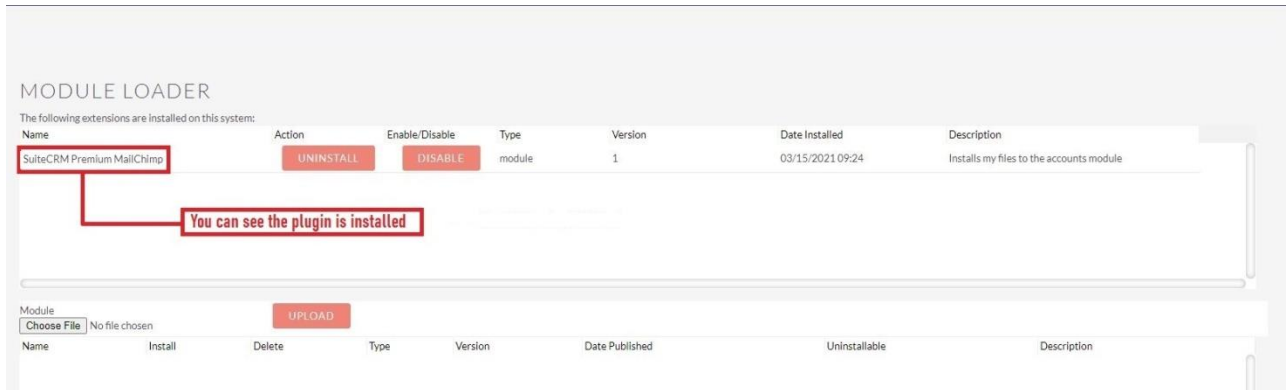 MODULE LOADER
The following extensions are installed on this system:
Name Action Enable/Disable Type Version Date Installed Description
SuiteCRM Premium MailChimp UNINSTALL DISABLE module 1 03/15/2021 09:24 Installs my files to the accounts module
You can see the plugin is installed
Module
Choose File No file chosen UPLOAD
Name Install Delete Type Version Date Published Uninstallable Description